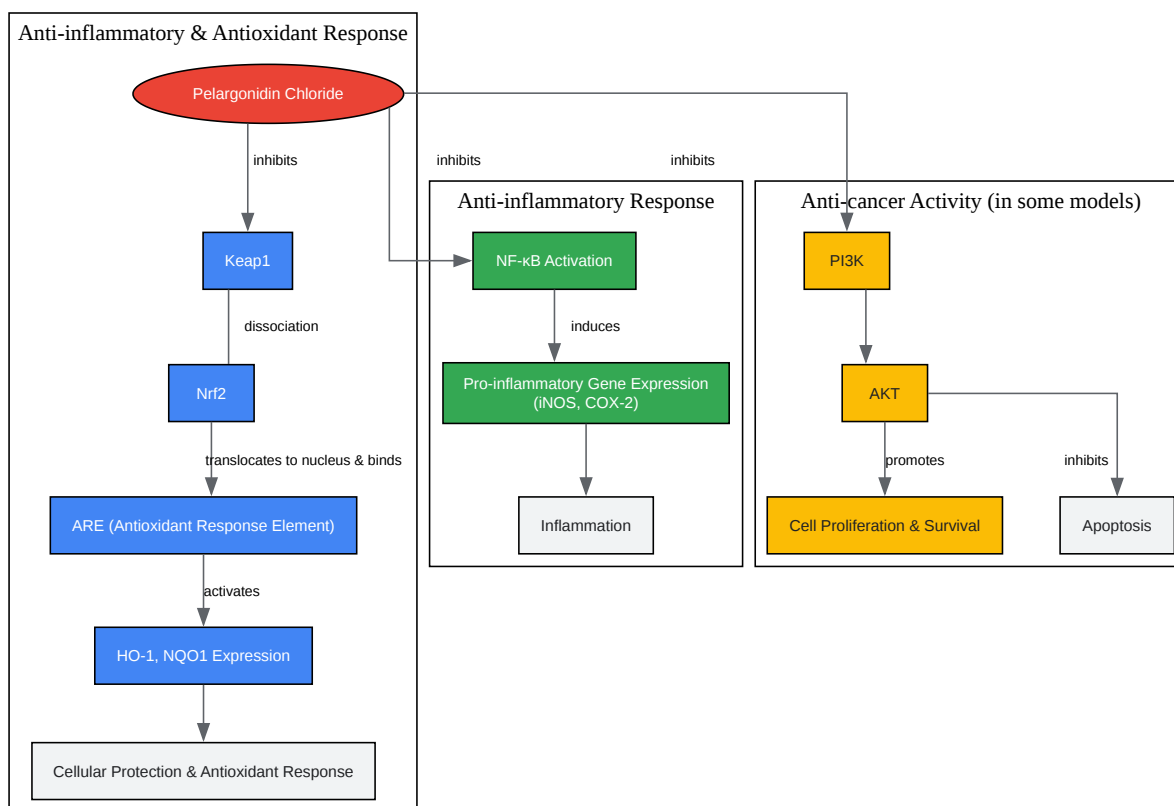 Anti-inflammatory & Antioxidant Response
Pelargonidin Chloride
inhibits
inhibits
inhibits
Anti-inflammatory Response
Anti-cancer Activity (in some models)
Keap1
NF-κB Activation
PI3K
dissociation
induces
Nrf2
Pro-inflammatory Gene Expression
(iNOS, COX-2)
AKT
translocates to nucleus & binds
promotes
inhibits
ARE (Antioxidant Response Element)
Inflammation
Cell Proliferation & Survival
Apoptosis
activates
HO-1, NQO1 Expression
Cellular Protection & Antioxidant Response